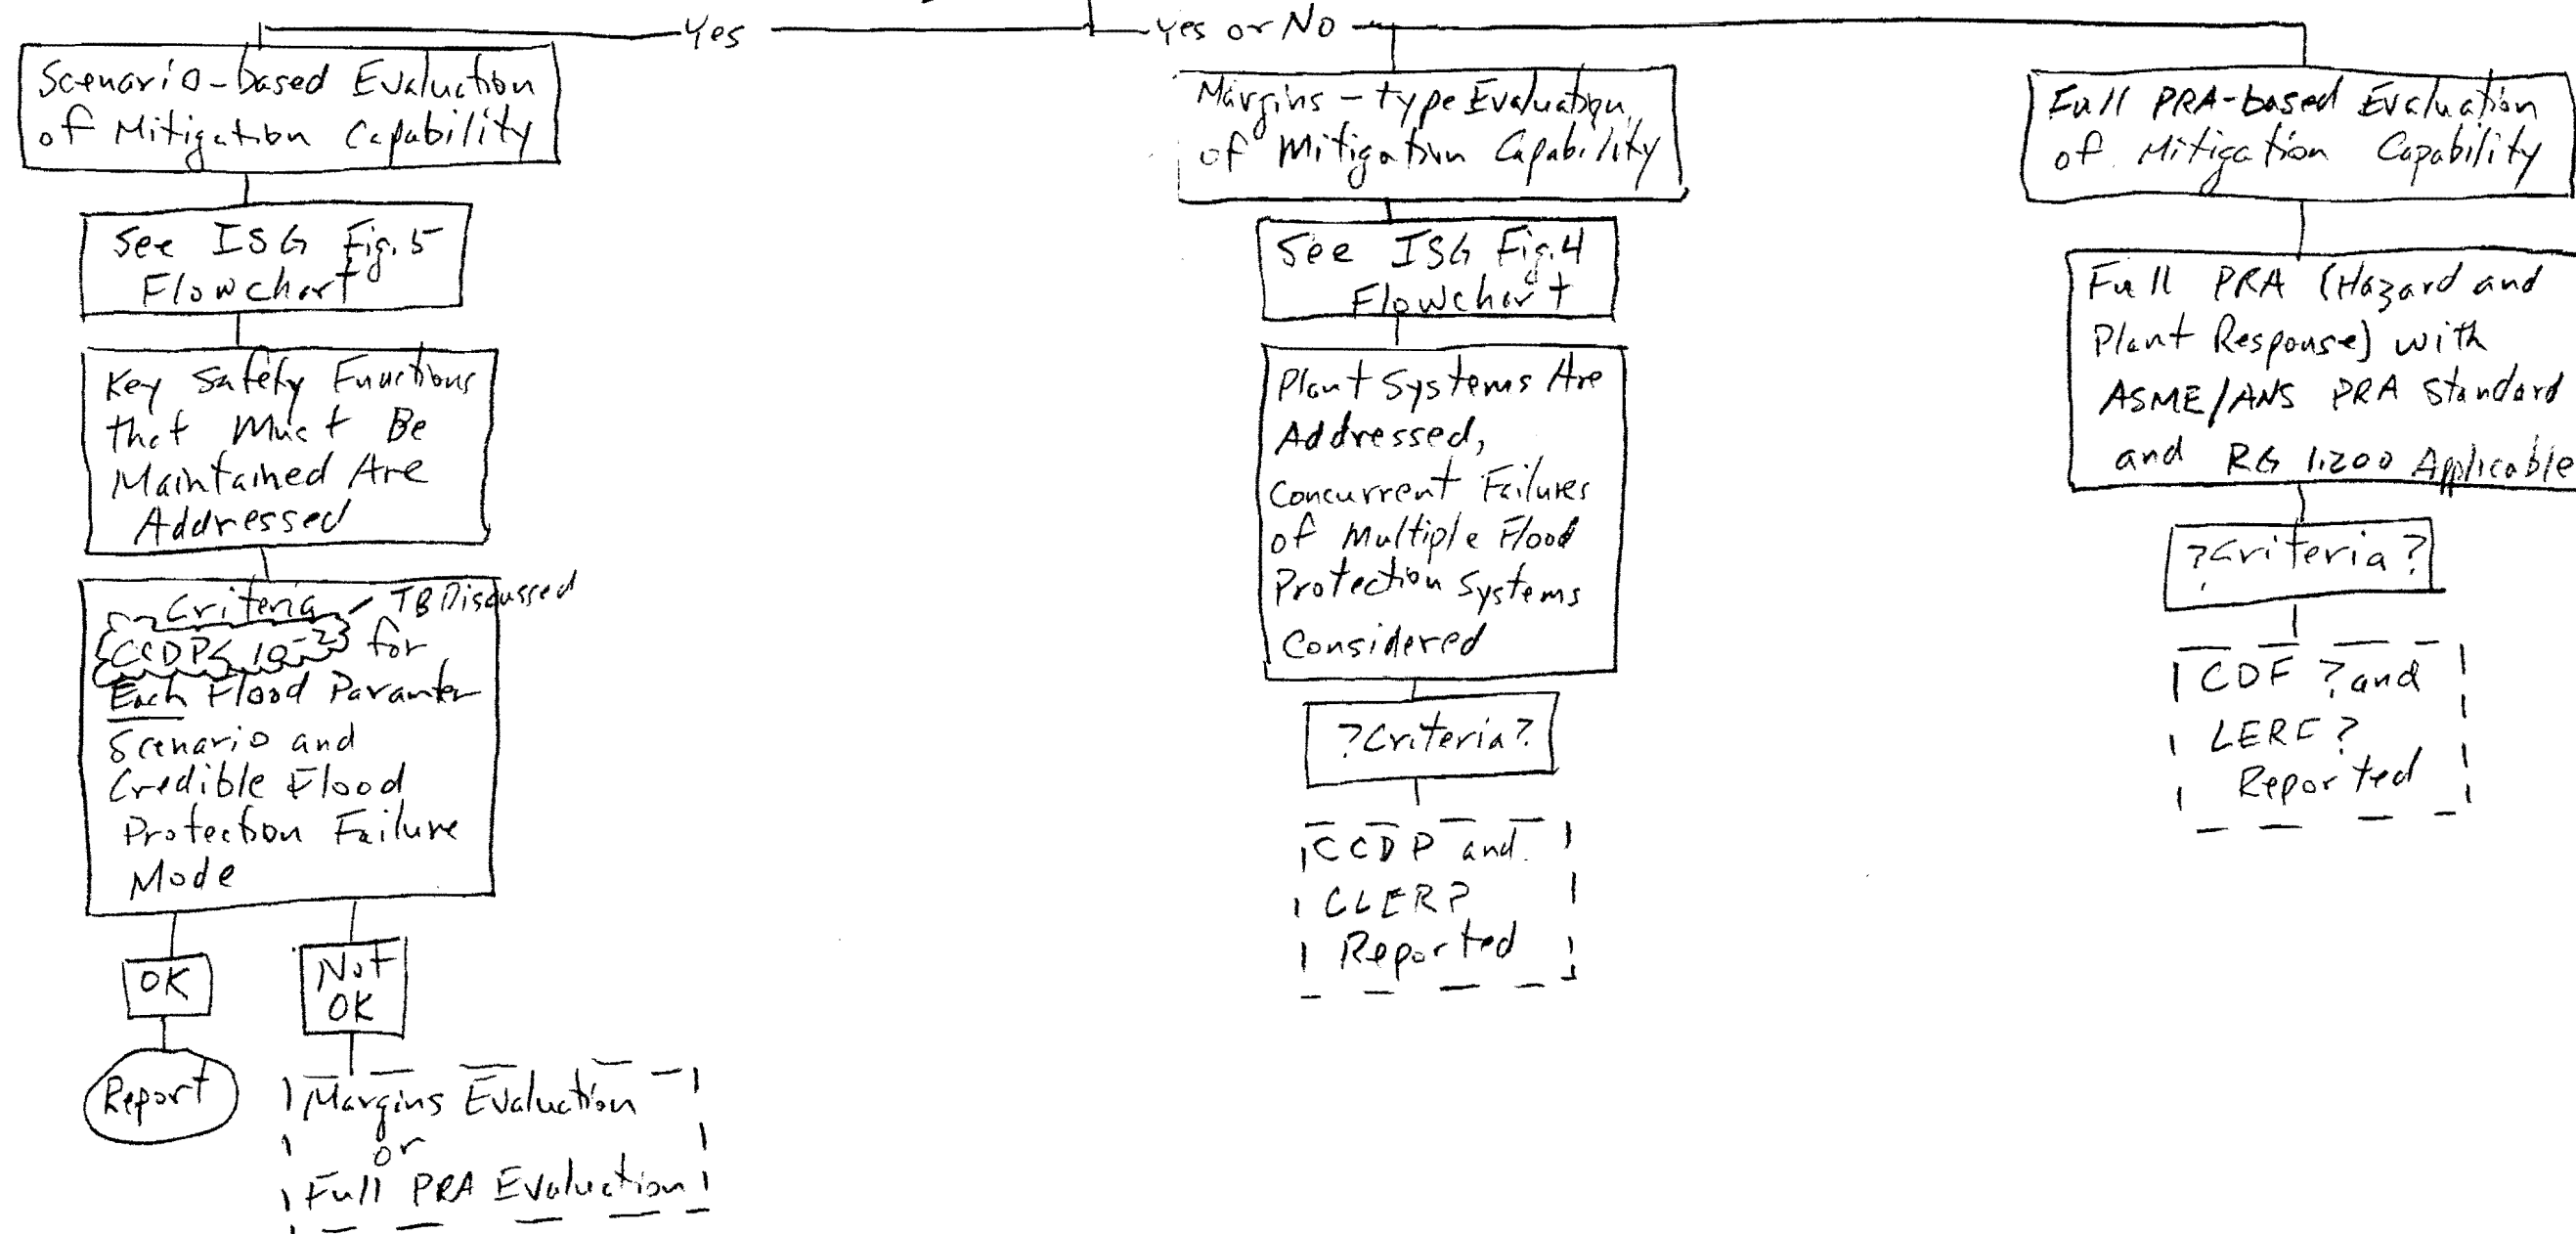 Yes
Yes or No
Scenario-based Evaluation
of Mitigation Capability
See ISG Fig. 5
Flowchart
Key Safety Functions
that Must Be
Maintained Are
Addressed
Criteria - TB Discussed
CCDP< 10-2 for
Each Flood Paramter
Scenario and
Credible Flood
Protection Failure
Mode
OK
Not
OK
Report
Margins Evaluation
or
Full PRA Evaluation
Margins-type Evaluation
of Mitigation Capability
See ISG Fig.4
Flowchart
Plant Systems Are
Addressed,
Concurrent Failures
of Multiple Flood
Protection Systems
Considered
?Criteria?
CCDP and
CLERP
Reported
Full PRA-based Evaluation
of Mitigation Capability
Full PRA (Hazard and
Plant Response) with
ASME/ANS PRA Standard
and RG 1.200 Applicable
?Criteria?
CDF ? and
LERF ?
Reported